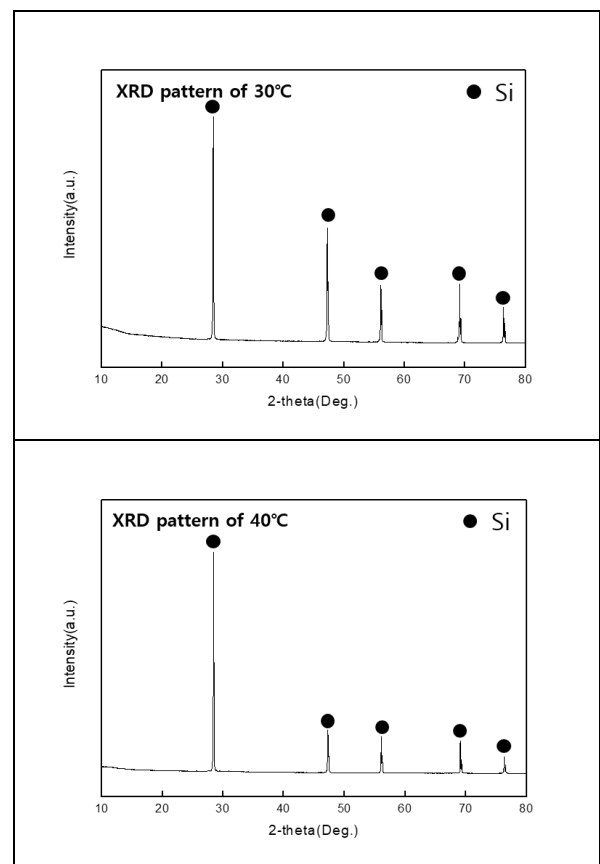 XRD pattern of 30℃
Si
Intensity(a.u.)
10 20 30 40 50 60 70 80
2-theta(Deg.)
XRD pattern of 40℃
Si
Intensity(a.u.)
10 20 30 40 50 60 70 80
2-theta(Deg.)